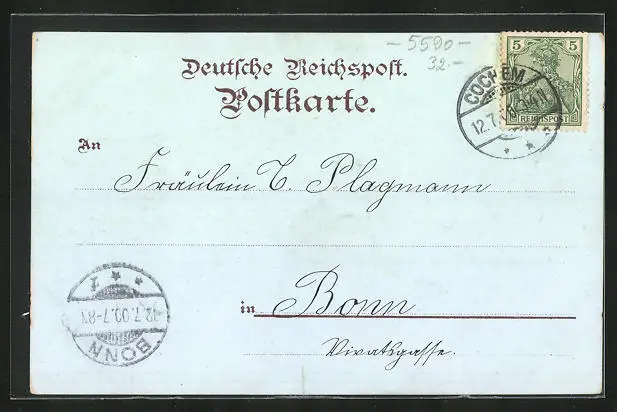 -5590-
32.-
Deutsche Reichspost.
Postkarte.
5
REICHSPOST
COCHEM
12.7.
An
Fräulein C. Plagmann
in Bonn
Vivatsgasse.
12.7.00.7-8V
BONN